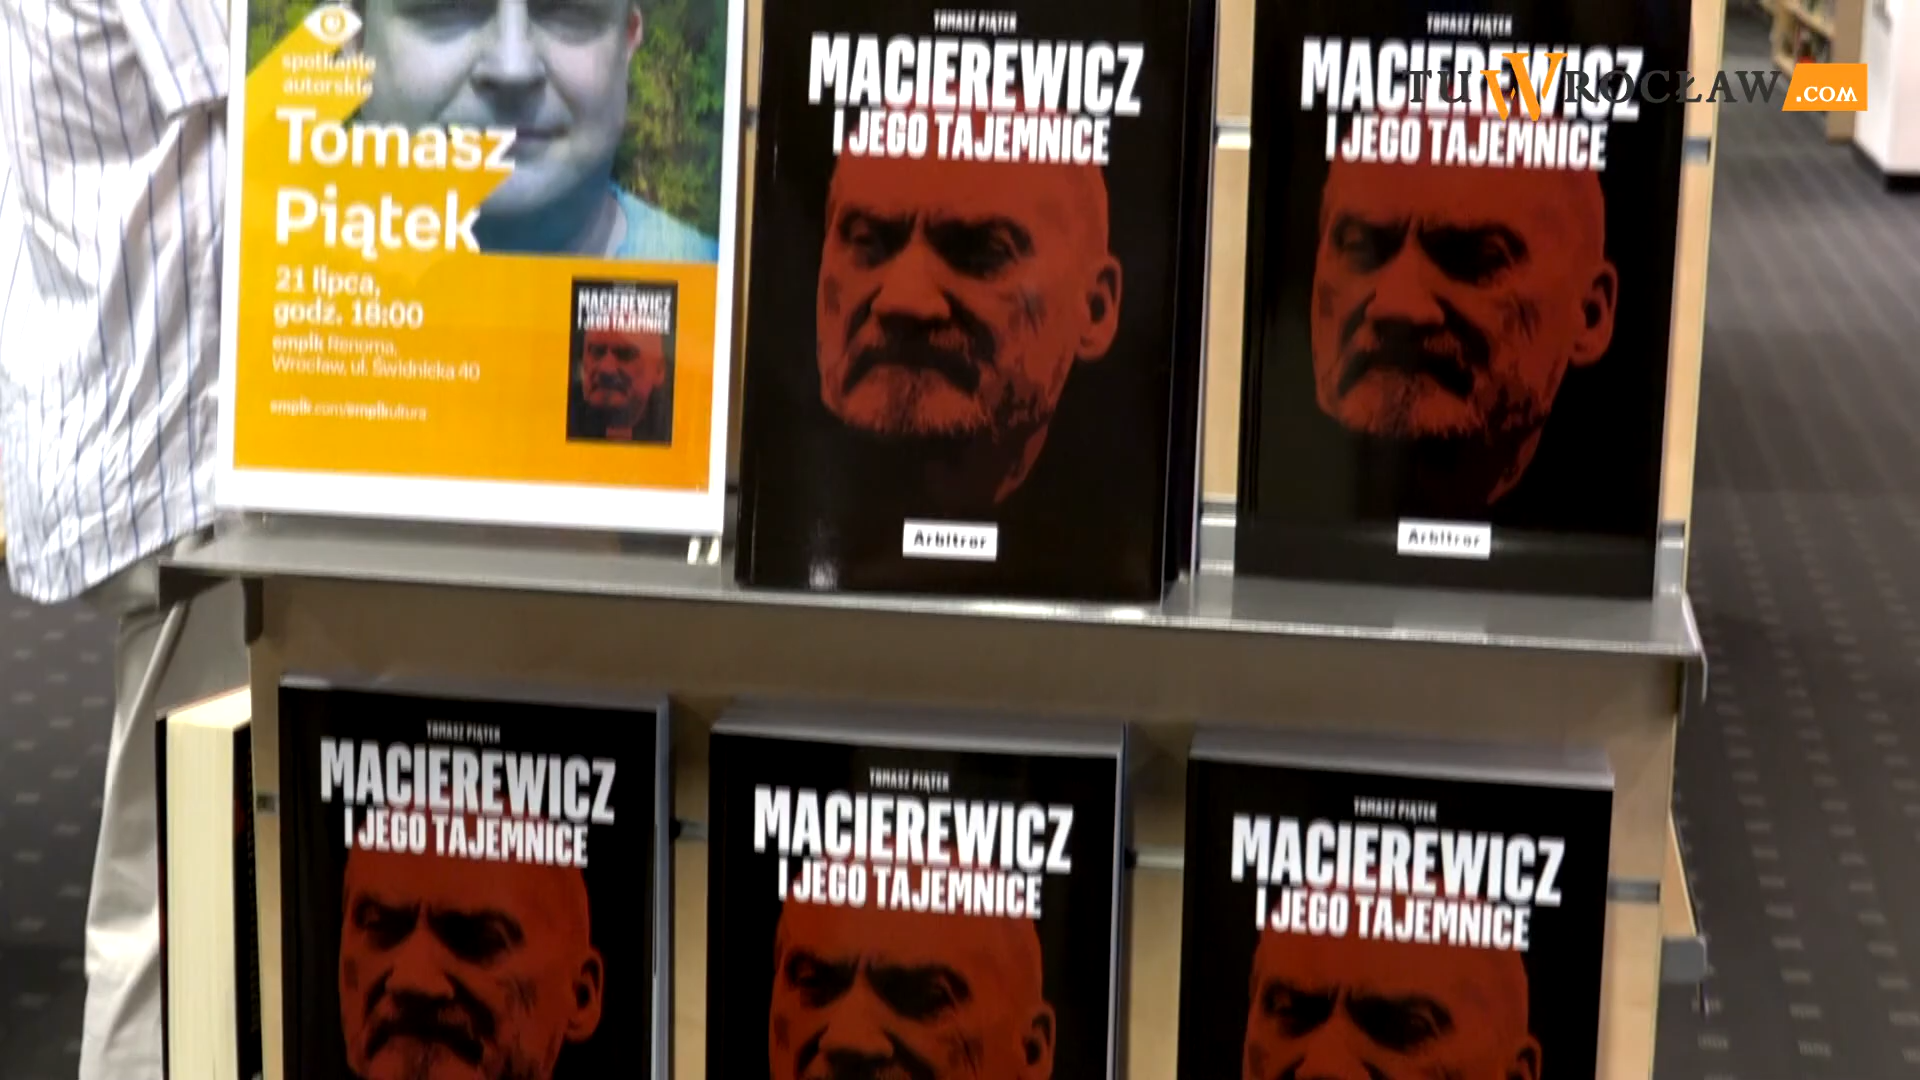 spotkanie
autorskie
Tomasz
Piątek
21 lipca,
godz. 18:00
empik Renoma,
Wrocław, ul. Świdnicka 40
empik.com/empikultura
MACIEREWICZ
I JEGO TAJEMNICE
TOMASZ PIĄTEK
MACIEREWICZ
I JEGO TAJEMNICE
Arbitror
TOMASZ PIĄTEK
MACIEREWICZ
I JEGO TAJEMNICE
Arbitror
TUWROCŁAW.COM
TOMASZ PIĄTEK
MACIEREWICZ
I JEGO TAJEMNICE
TOMASZ PIĄTEK
MACIEREWICZ
I JEGO TAJEMNICE
TOMASZ PIĄTEK
MACIEREWICZ
I JEGO TAJEMNICE